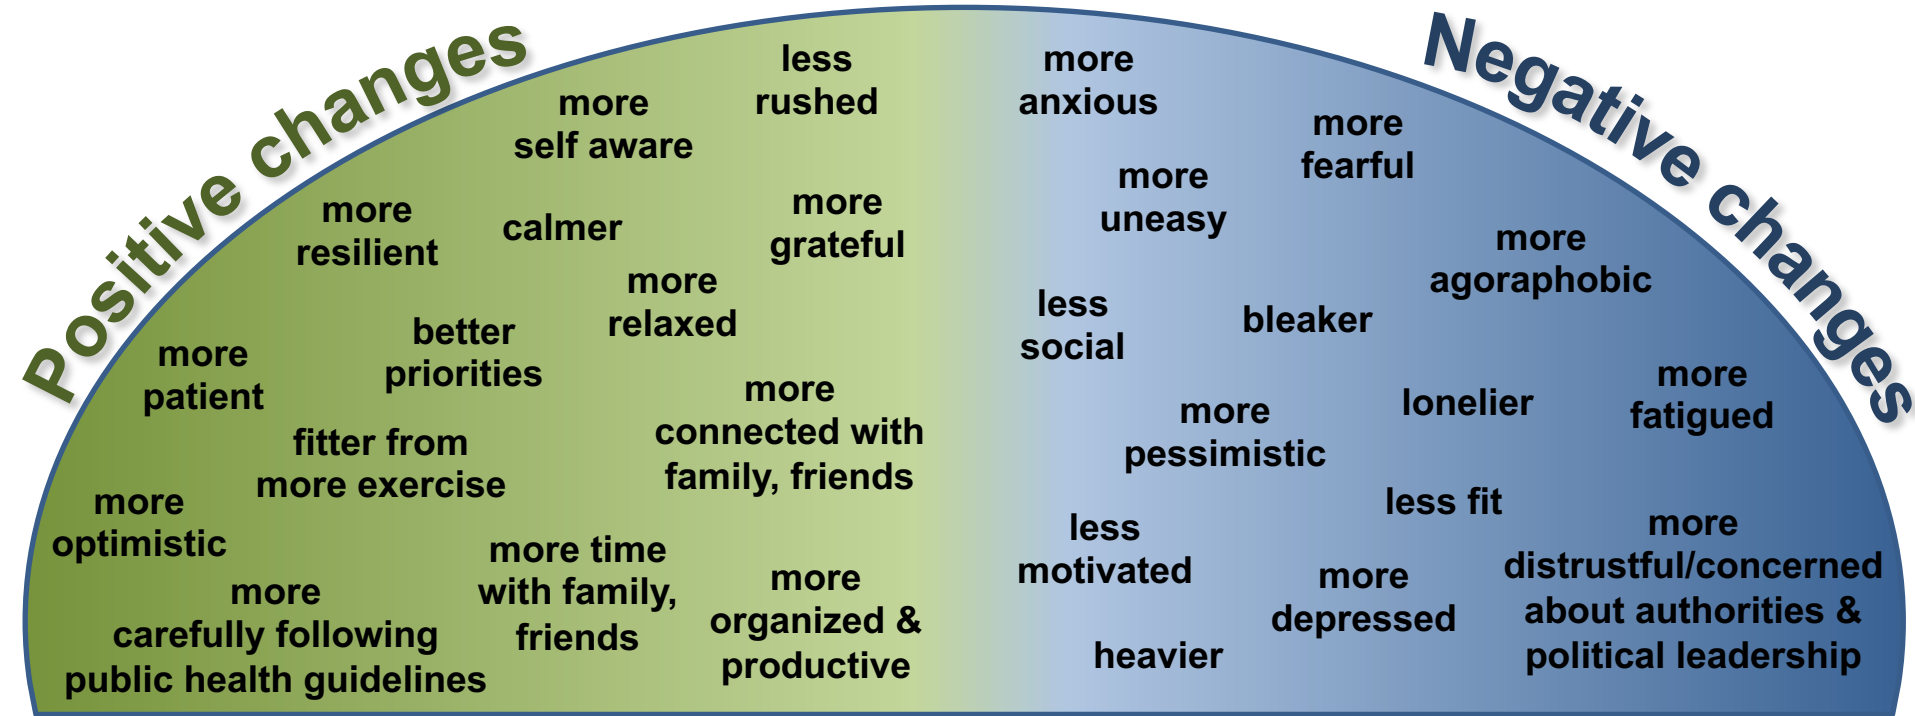 Positive changes
less
rushed
more
self aware
more
resilient
calmer
more
grateful
more
relaxed
better
priorities
more
patient
more
connected with
family, friends
fitter from
more exercise
more
optimistic
more time
with family,
friends
more
organized &
productive
more
carefully following
public health guidelines
Negative changes
more
anxious
more
fearful
more
uneasy
more
agoraphobic
less
social
bleaker
more
fatigued
lonelier
more
pessimistic
less fit
less
motivated
more
distrustful/concerned
about authorities &
political leadership
more
depressed
heavier